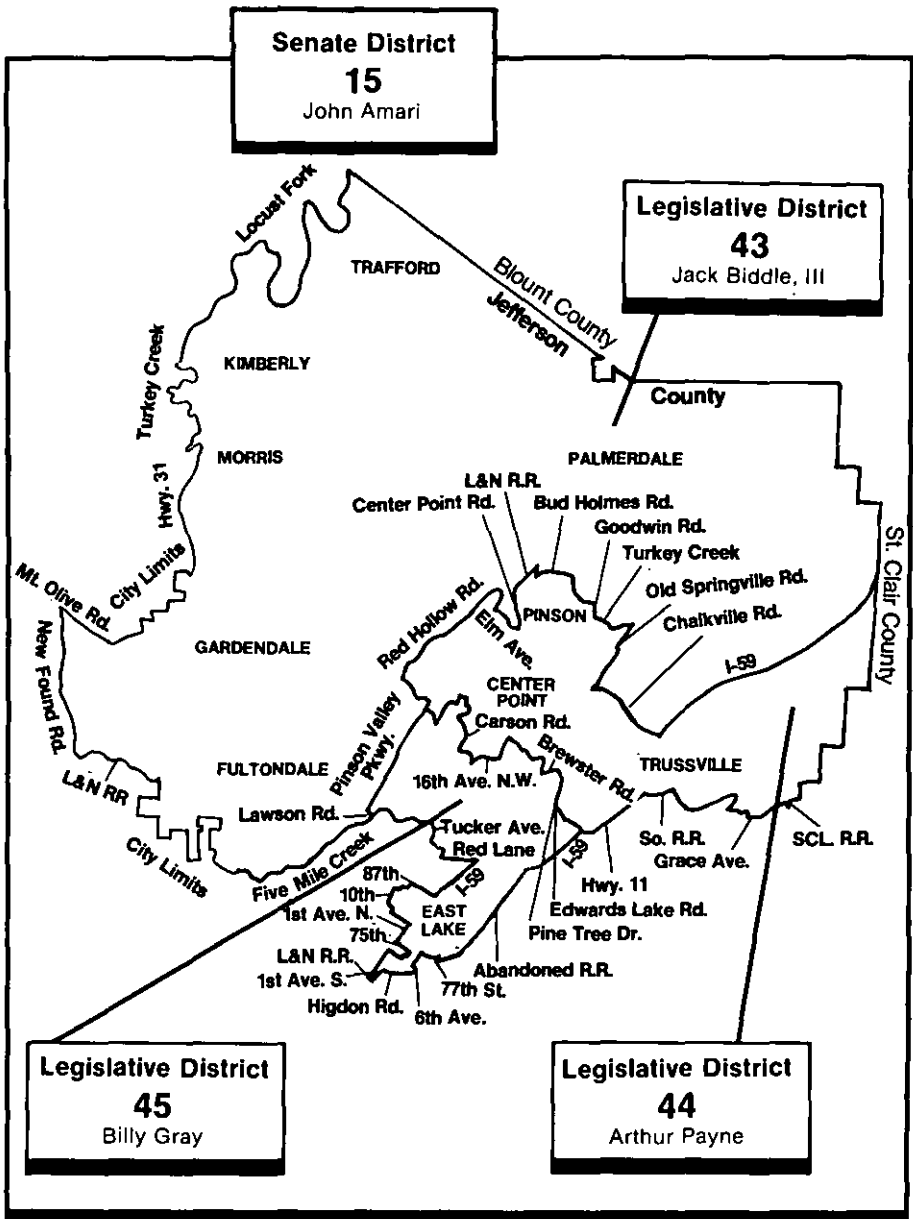 Senate District
15
John Amari
Legislative District
43
Jack Biddle, III
Locust Fork
TRAFFORD
Blount County
Jefferson
County
Turkey Creek
KIMBERLY
Hwy. 31
MORRIS
PALMERDALE
L&N R.R.
Center Point Rd.
Bud Holmes Rd.
Goodwin Rd.
Turkey Creek
Old Springville Rd.
Chalkville Rd.
St. Clair County
Mt. Olive Rd.
City Limits
New Found Rd.
GARDENDALE
Red Hollow Rd.
Elm Ave.
PINSON
I-59
CENTER
POINT
Carson Rd.
Pinson Valley
Pkwy.
Brewster Rd.
TRUSSVILLE
L&N RR
FULTONDALE
16th Ave. N.W.
Lawson Rd.
City Limits
Five Mile Creek
Tucker Ave.
Red Lane
I-59
I-59
So. R.R.
Grace Ave.
SCL. R.R.
Hwy. 11
Edwards Lake Rd.
Pine Tree Dr.
87th
10th
1st Ave. N.
EAST
LAKE
75th
L&N R.R.
1st Ave. S.
Higdon Rd.
6th Ave.
77th St.
Abandoned R.R.
Legislative District
45
Billy Gray
Legislative District
44
Arthur Payne